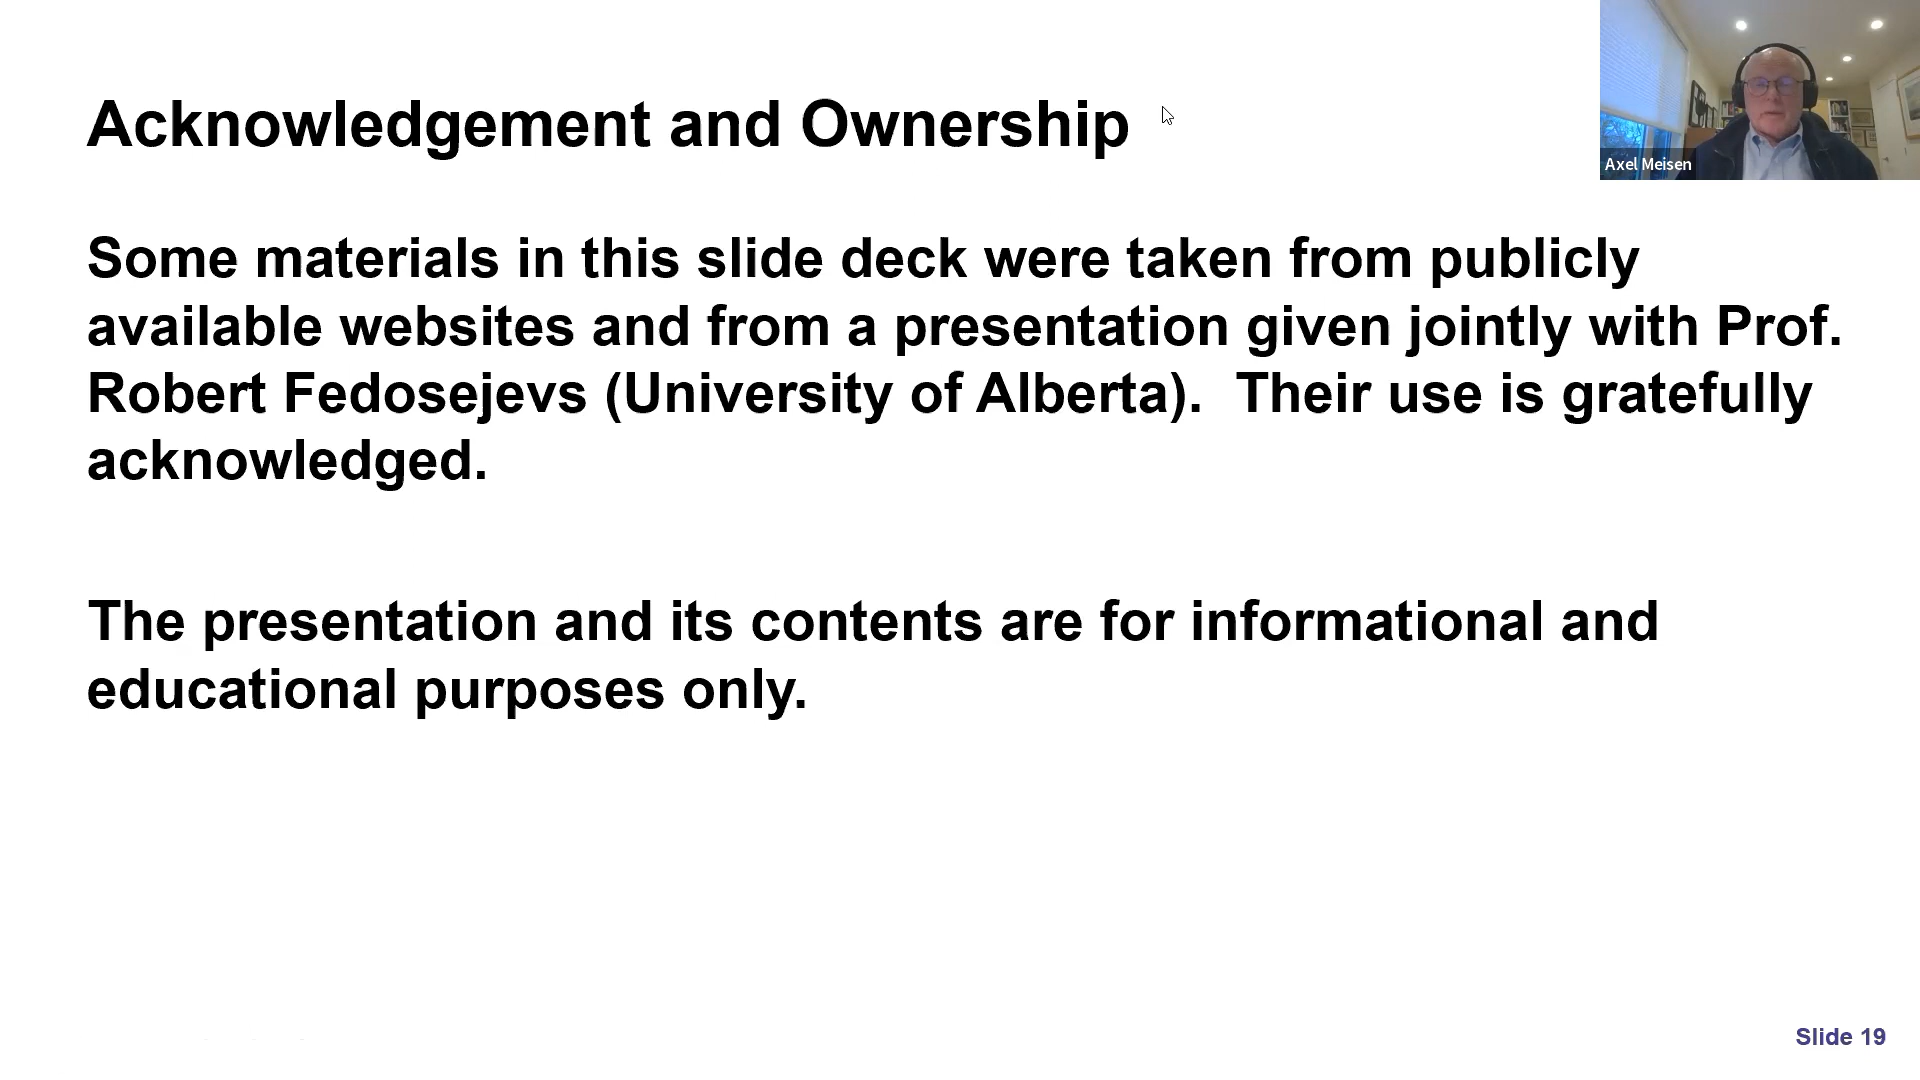 Acknowledgement and Ownership
Axel Meisen
Some materials in this slide deck were taken from publicly
available websites and from a presentation given jointly with Prof.
Robert Fedosejevs (University of Alberta).  Their use is gratefully
acknowledged.
The presentation and its contents are for informational and
educational purposes only.
Slide 19